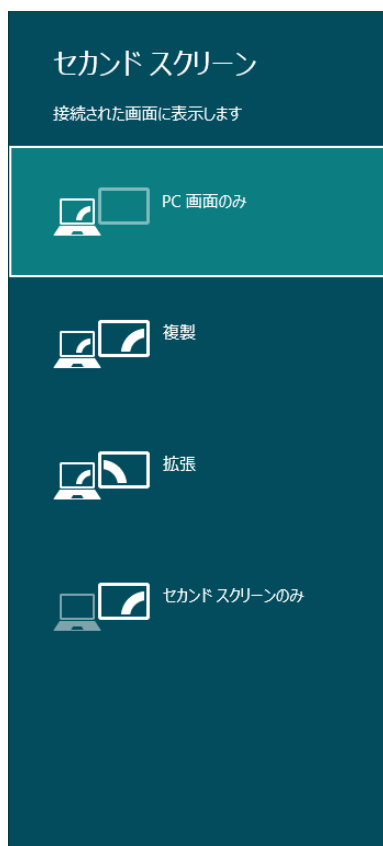 セカンド スクリーン
接続された画面に表示します
PC 画面のみ
複製
拡張
セカンド スクリーンのみ